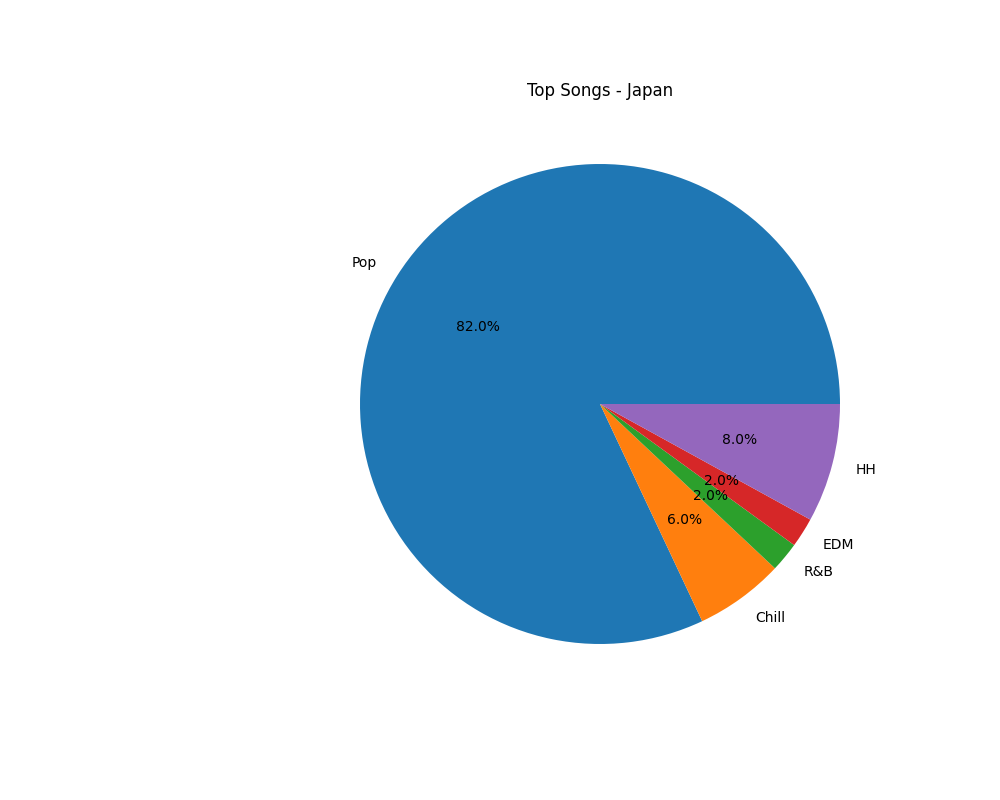 Top Songs - Japan
Pop
82.0%
8.0%
HH
2.0%
2.0%
6.0%
EDM
R&B
Chill